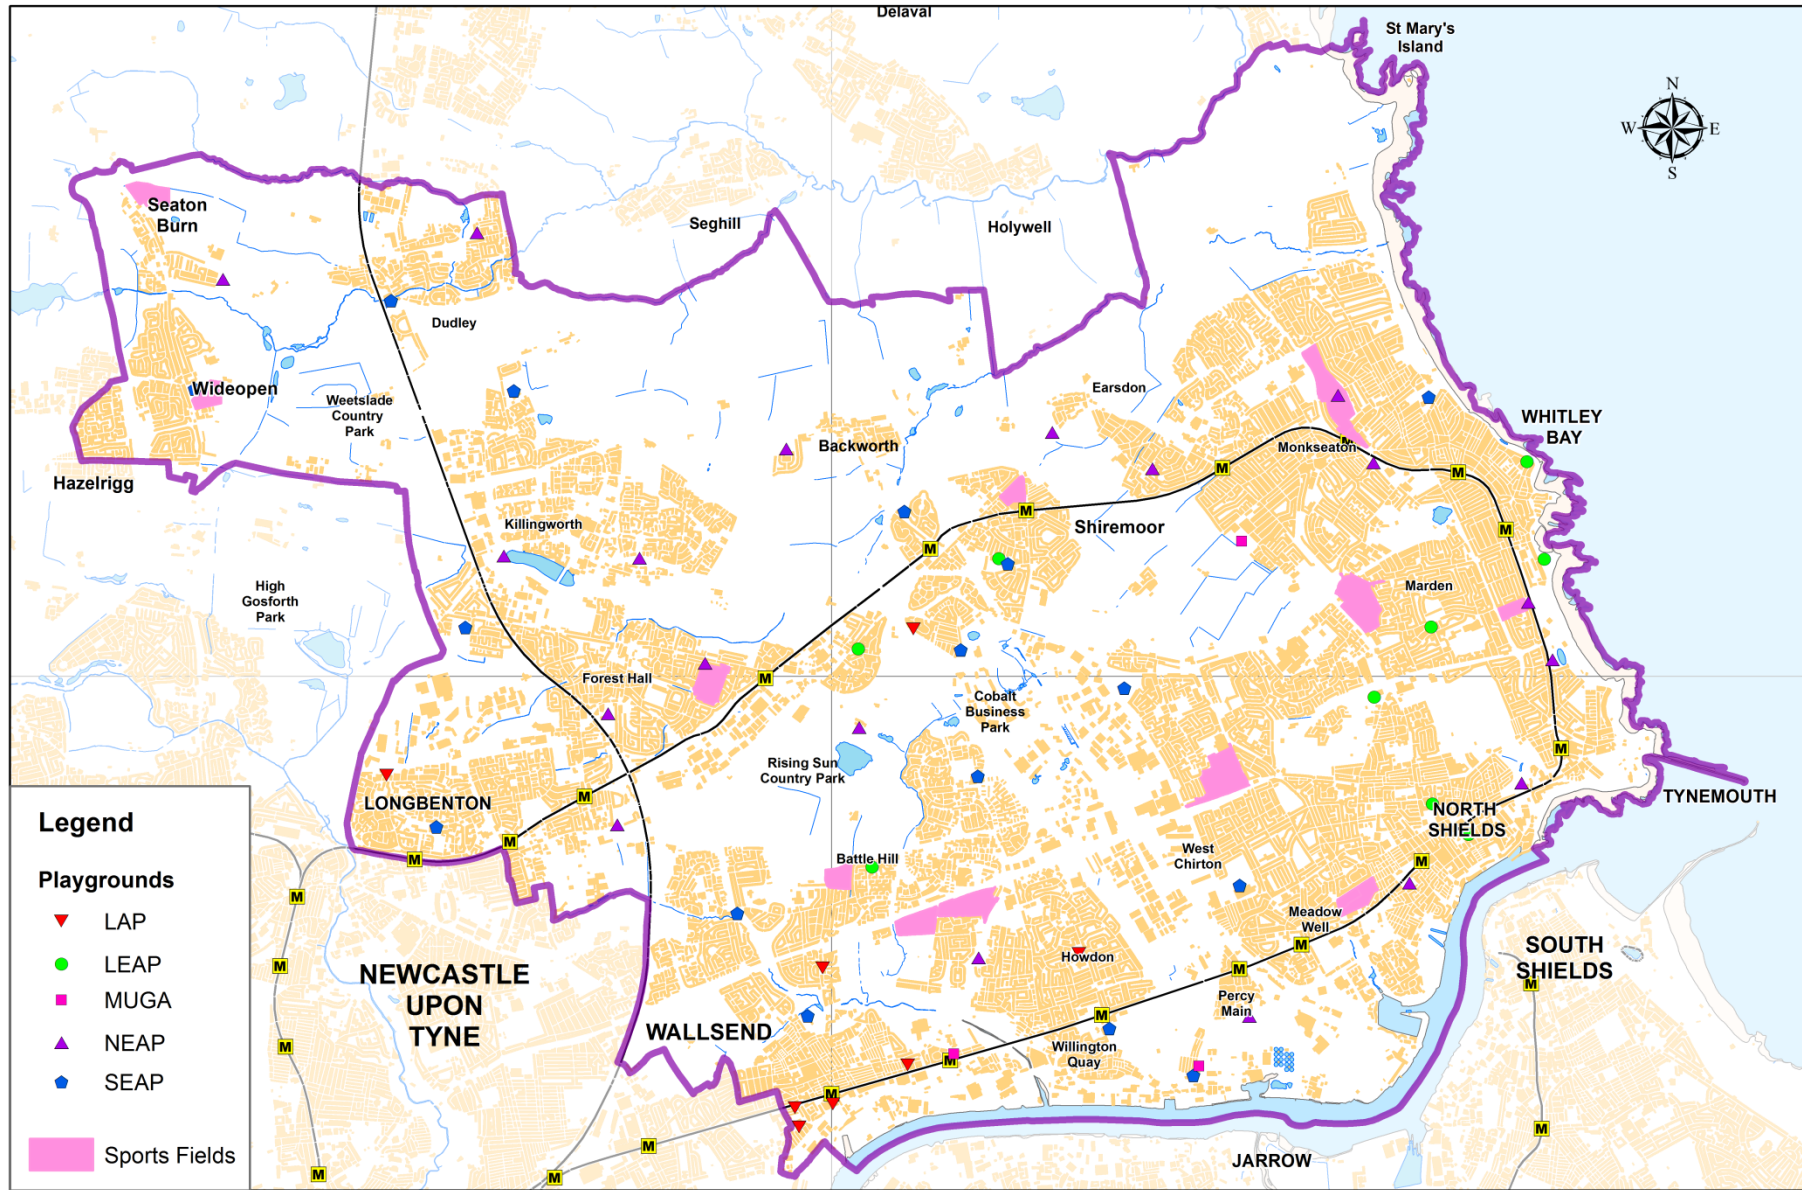 Delaval
St Mary's
Island
N
W
E
S
Seaton
Burn
Seghill
Holywell
Dudley
Wideopen
Weetslade
Country
Park
Earsdon
WHITLEY
BAY
Backworth
Monkseaton
M
M
M
Hazelrigg
Killingworth
M
Shiremoor
M
M
High
Gosforth
Park
Marden
Forest Hall
M
Cobalt
Business
Park
Rising Sun
Country Park
M
TYNEMOUTH
LONGBENTON
M
NORTH
SHIELDS
M
M
Battle Hill
West
Chirton
M
Legend
Playgrounds
LAP
LEAP
MUGA
NEAP
SEAP
Sports Fields
M
M
M
M
NEWCASTLE
UPON
TYNE
Meadow
Well
M
Howdon
M
SOUTH
SHIELDS
M
Percy
Main
M
WALLSEND
Willington
Quay
M
M
M
M
M
JARROW